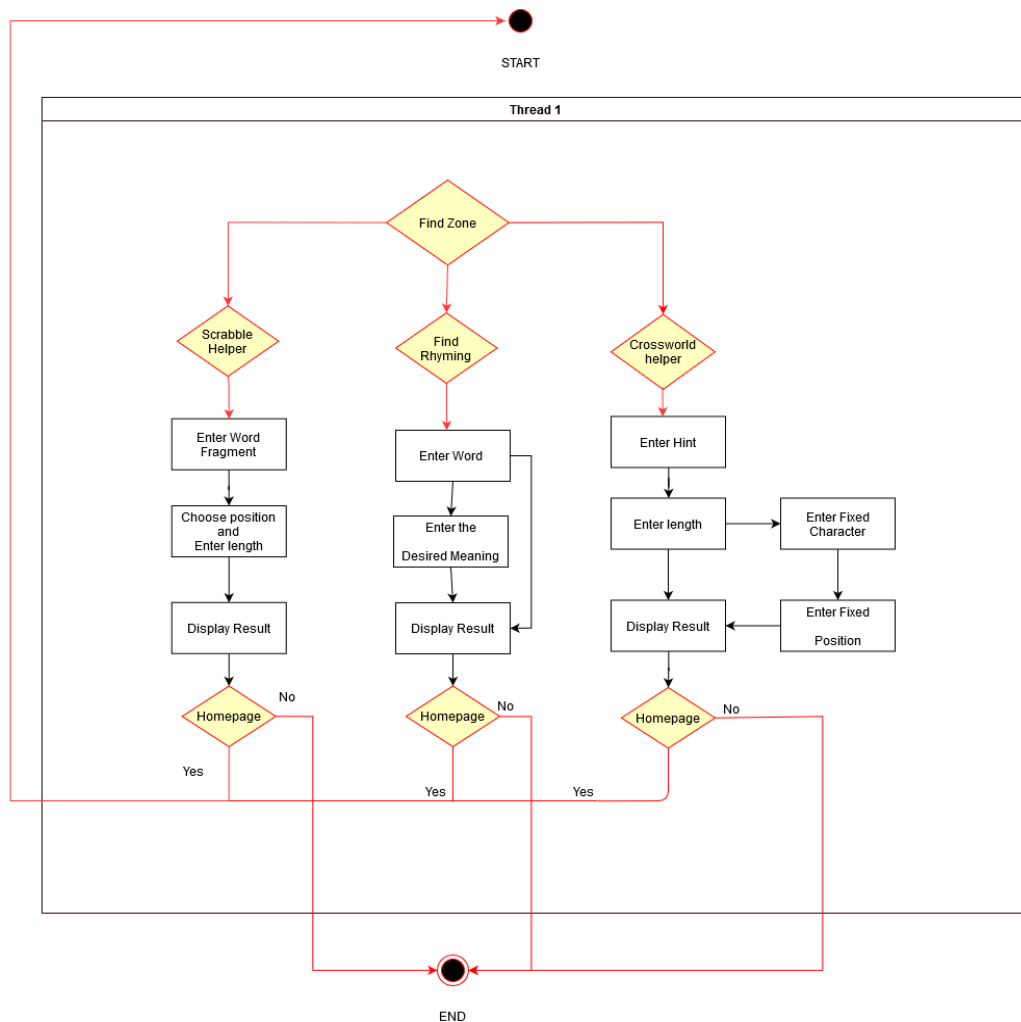 START
Thread 1
Find Zone
Scrabble
Helper
Find
Rhyming
Crossworld
helper
Enter Word
Fragment
Enter Word
Enter Hint
Choose position
and
Enter length
Enter the
Desired Meaning
Enter length
Enter Fixed
Character
Display Result
Display Result
Display Result
Enter Fixed
Position
Homepage
No
Homepage
No
Homepage
No
Yes
Yes
Yes
END